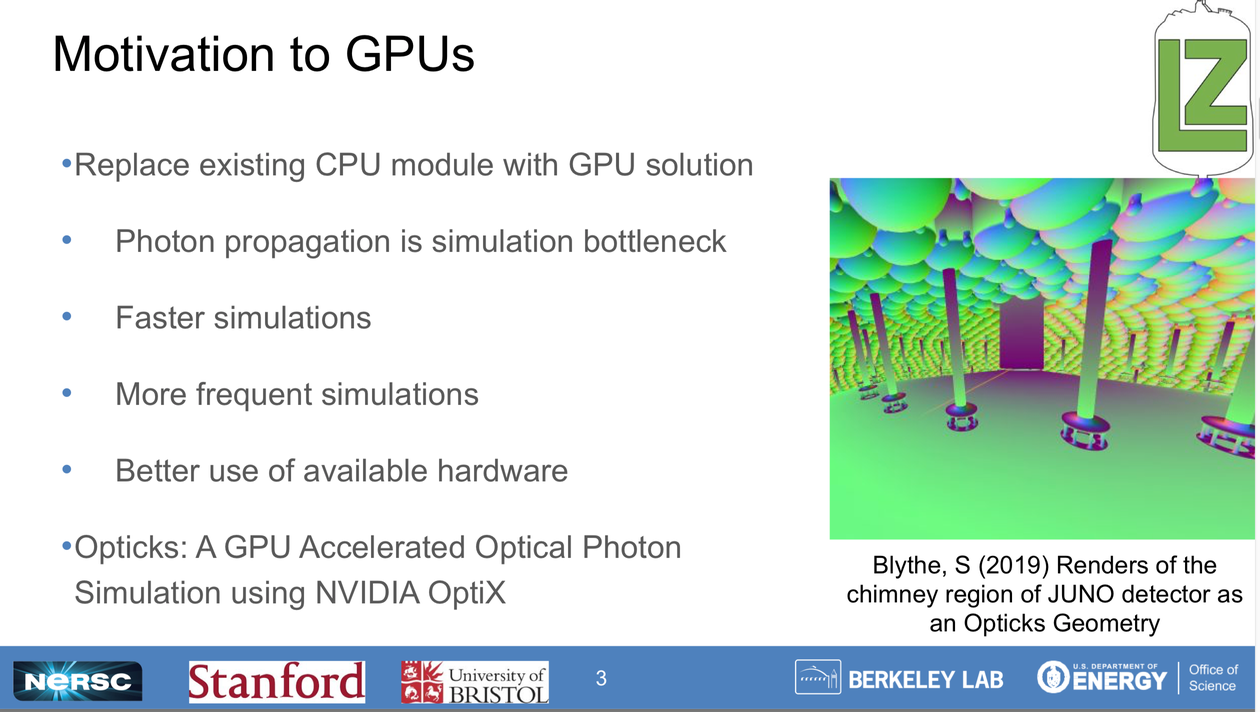 Motivation to GPUs
LZ
•Replace existing CPU module with GPU solution
• Photon propagation is simulation bottleneck
• Faster simulations
• More frequent simulations
• Better use of available hardware
•Opticks: A GPU Accelerated Optical Photon
Simulation using NVIDIA OptiX
Blythe, S (2019) Renders of the
chimney region of JUNO detector as
an Opticks Geometry
NERSC
Stanford
University of
BRISTOL
3
BERKELEY LAB
U.S. DEPARTMENT OF
ENERGY
Office of
Science